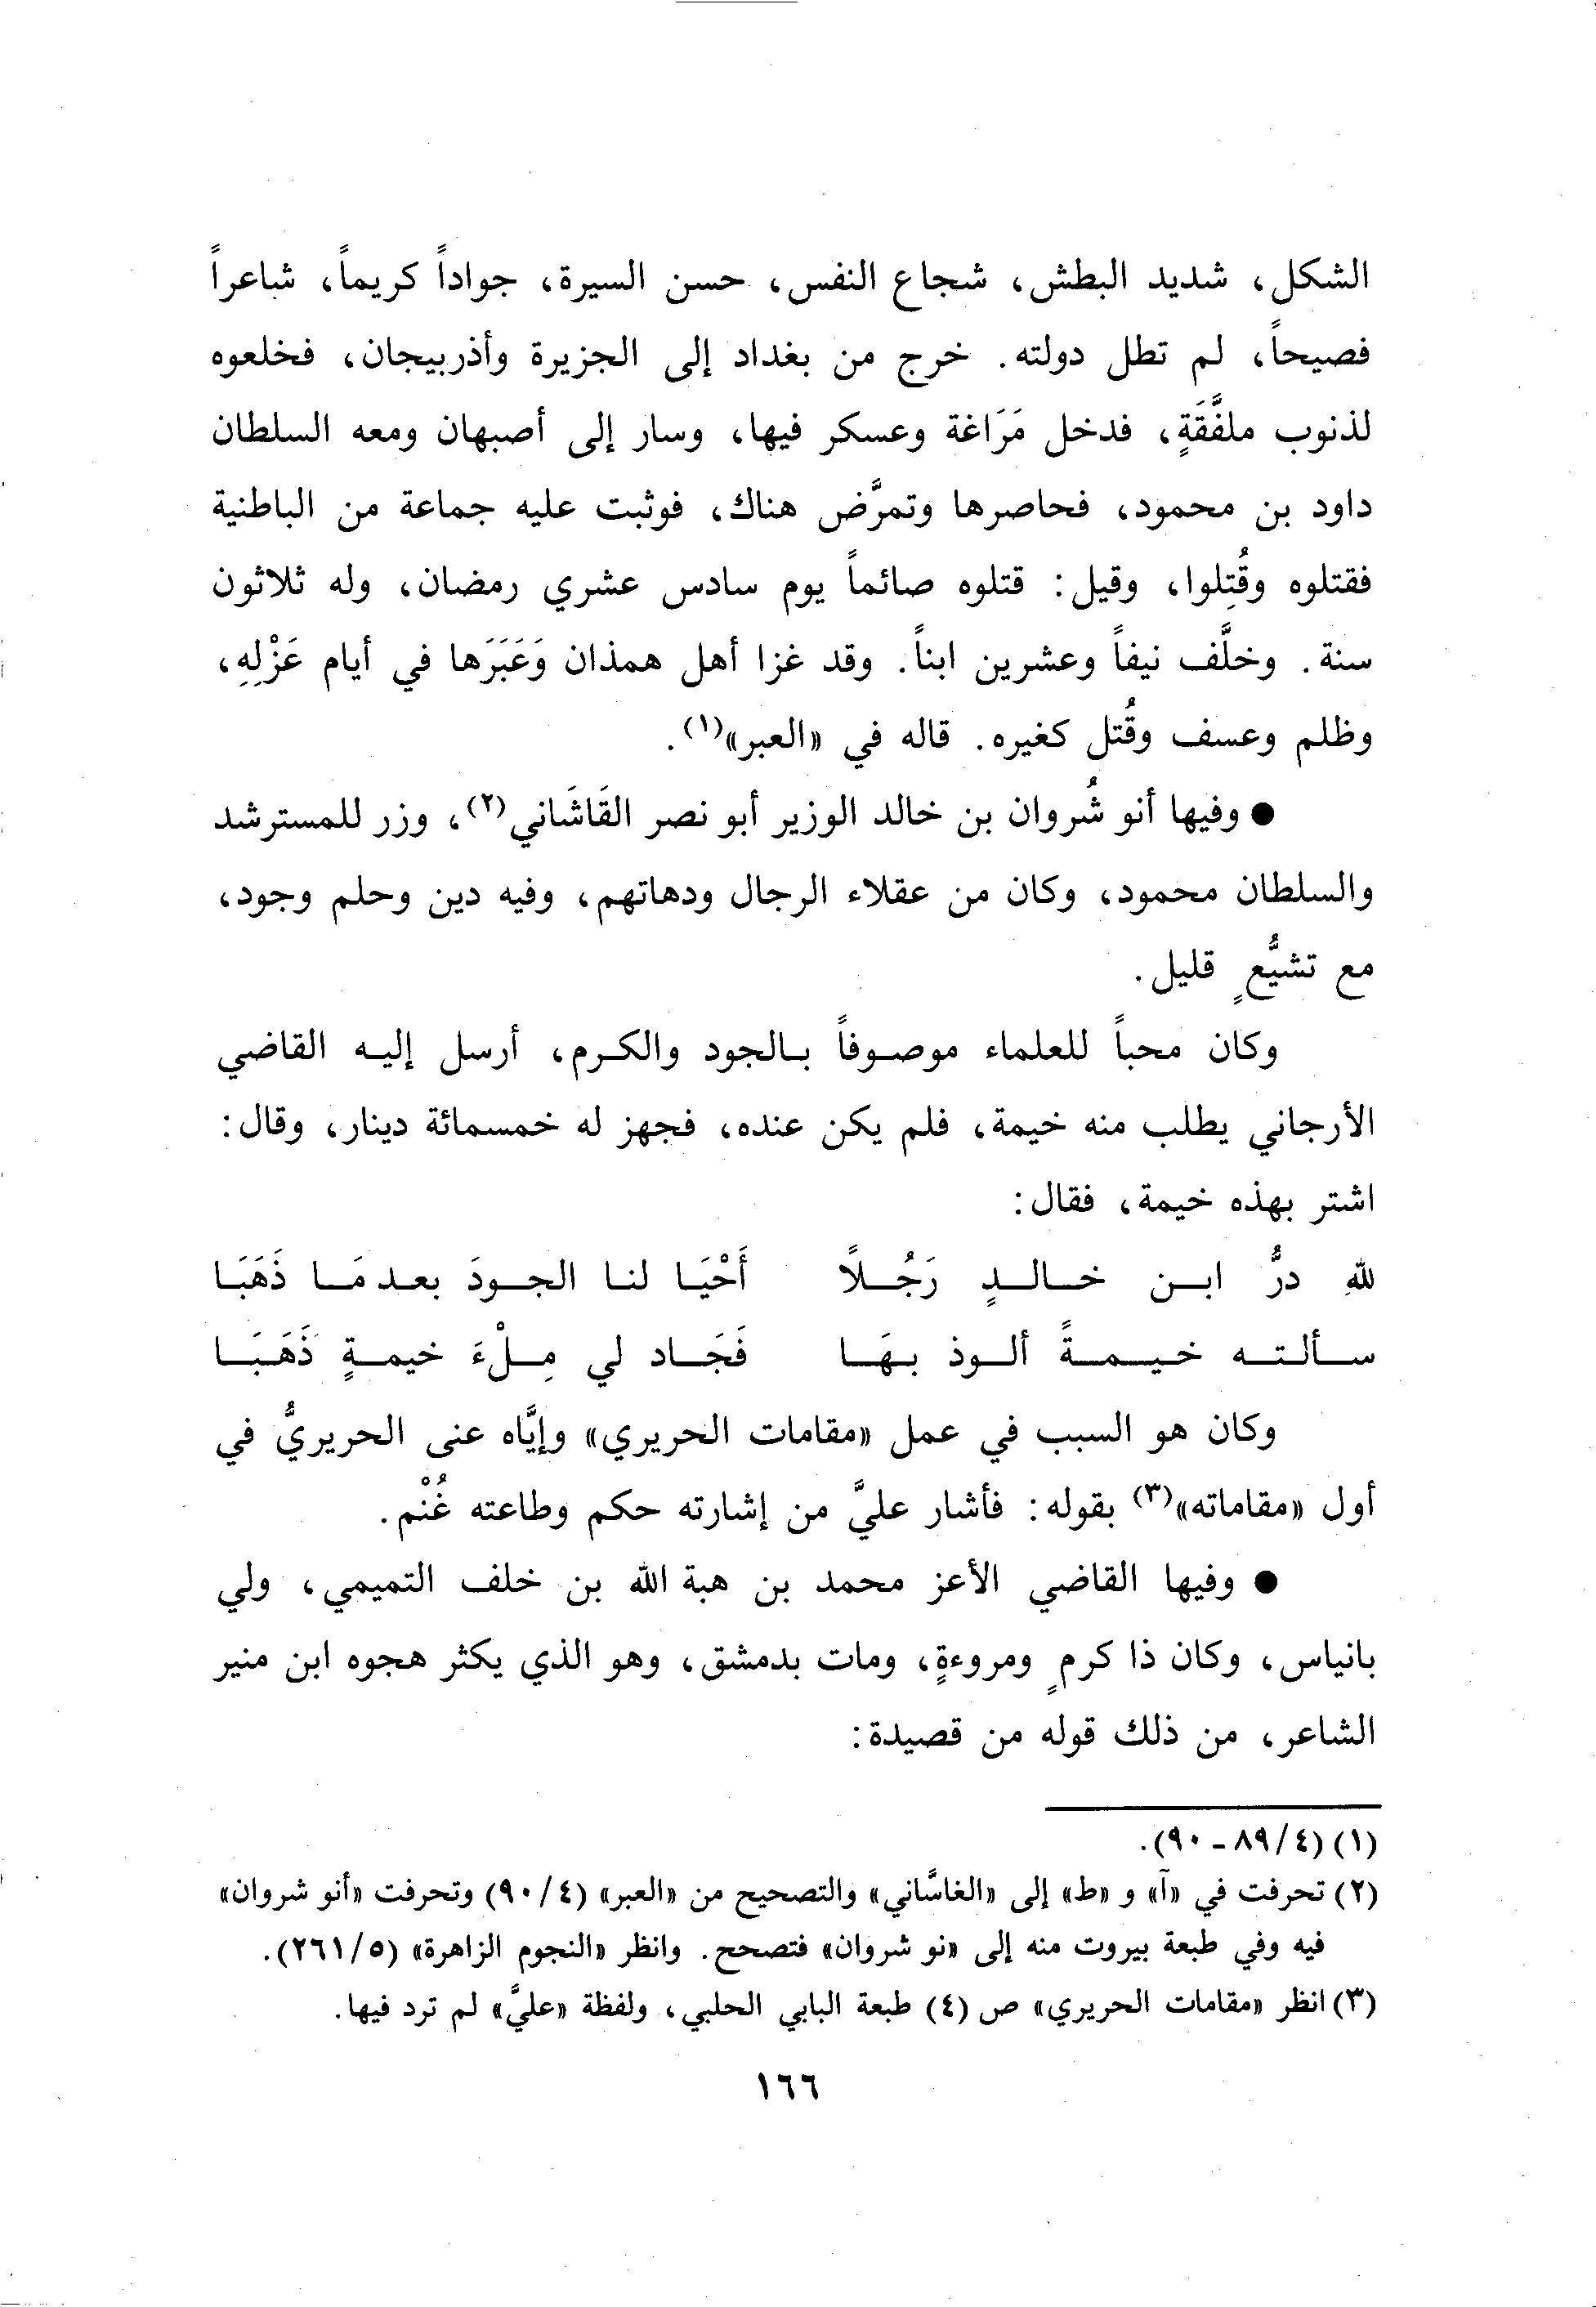 الشكل، شديد البطش، شجاع النفس، حسن السيرة، جواداً كريماً، شاعراً
فصيحاً، لم تطل دولته. خرج من بغداد إلى الجزيرة وأذربيجان، فخلعوه
لذنوب ملفَّقَةٍ، فدخل مَرَاغة وعسكر فيها، وسار إلى أصبهان ومعه السلطان
داود بن محمود، فحاصرها وتمرَّض هناك، فوثبت عليه جماعة من الباطنية
فقتلوه وقُتِلوا، وقيل: قتلوه صائماً يوم سادس عشري رمضان، وله ثلاثون
سنة. وخلَّف نيفاً وعشرين ابناً. وقد غزا أهل همذان وَعَبَرَها في أيام عَزْلِهِ،
وظلم وعسف وقُتل كغيره. قاله في «العبر»(١).
● وفيها أنو شُروان بن خالد الوزير أبو نصر القَاشَاني(٢)، وزر للمسترشد
والسلطان محمود، وكان من عقلاء الرجال ودهاتهم، وفيه دين وحلم وجود،
مع تشيُّعٍ قليل.
وكان محباً للعلماء موصوفاً بالجود والكرم، أرسل إليه القاضي
الأرجاني يطلب منه خيمة، فلم يكن عنده، فجهز له خمسمائة دينار، وقال:
اشتر بهذه خيمة، فقال:
للهِ درُّ ابن خالدٍ رَجُلاً أَحْيَا لنا الجودَ بعدمَا ذَهَبَا
سألته خيمةً ألوذ بهَا فَجَاد لي مِلْءَ خيمةٍ ذَهَبَا
وكان هو السبب في عمل «مقامات الحريري» وإيَّاه عنى الحريريُّ في
أول «مقاماته»(٣) بقوله: فأشار عليَّ من إشارته حكم وطاعته غُنْم.
● وفيها القاضي الأعز محمد بن هبة الله بن خلف التميمي، ولي
بانياس، وكان ذا كرمٍ ومروءةٍ، ومات بدمشق، وهو الذي يكثر هجوه ابن منير
الشاعر، من ذلك قوله من قصيدة:
(١) (٤/ ٨٩ - ٩٠).
(٢) تحرفت في «آ» و «ط» إلى «الغاسَّاني» والتصحيح من «العبر» (٤/ ٩٠) وتحرفت «أنو شروان»
فيه وفي طبعة بيروت منه إلى «نو شروان» فتصحح. وانظر «النجوم الزاهرة» (٥/ ٢٦١).
(٣) انظر «مقامات الحريري» ص (٤) طبعة البابي الحلبي، ولفظة «عليَّ» لم ترد فيها.
١٦٦